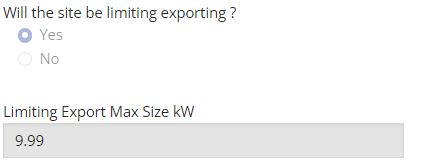 Will the site be limiting exporting ?
Yes
No
Limiting Export Max Size kW
9.99